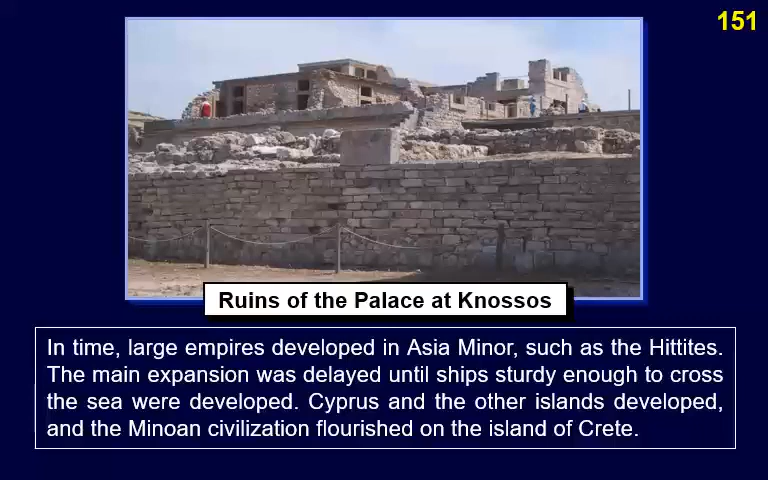 151
Ruins of the Palace at Knossos
In time, large empires developed in Asia Minor, such as the Hittites.
The main expansion was delayed until ships sturdy enough to cross
the sea were developed. Cyprus and the other islands developed,
and the Minoan civilization flourished on the island of Crete.